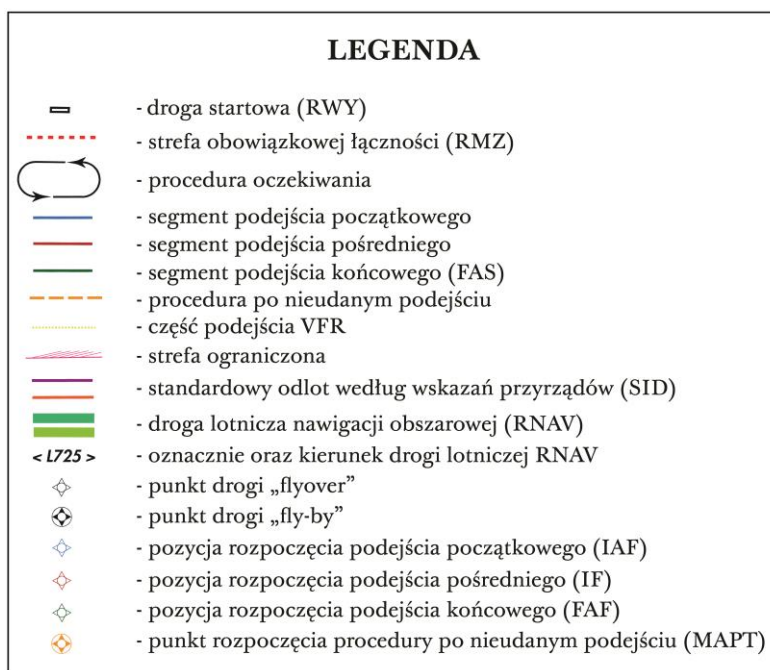 LEGENDA
- droga startowa (RWY)
- strefa obowiązkowej łączności (RMZ)
- procedura oczekiwania
- segment podejścia początkowego
- segment podejścia pośredniego
- segment podejścia końcowego (FAS)
- procedura po nieudanym podejściu
- część podejścia VFR
- strefa ograniczona
- standardowy odlot według wskazań przyrządów (SID)
- droga lotnicza nawigacji obszarowej (RNAV)
< L725 > - oznacznie oraz kierunek drogi lotniczej RNAV
- punkt drogi „flyover”
- punkt drogi „fly-by”
- pozycja rozpoczęcia podejścia początkowego (IAF)
- pozycja rozpoczęcia podejścia pośredniego (IF)
- pozycja rozpoczęcia podejścia końcowego (FAF)
- punkt rozpoczęcia procedury po nieudanym podejściu (MAPT)